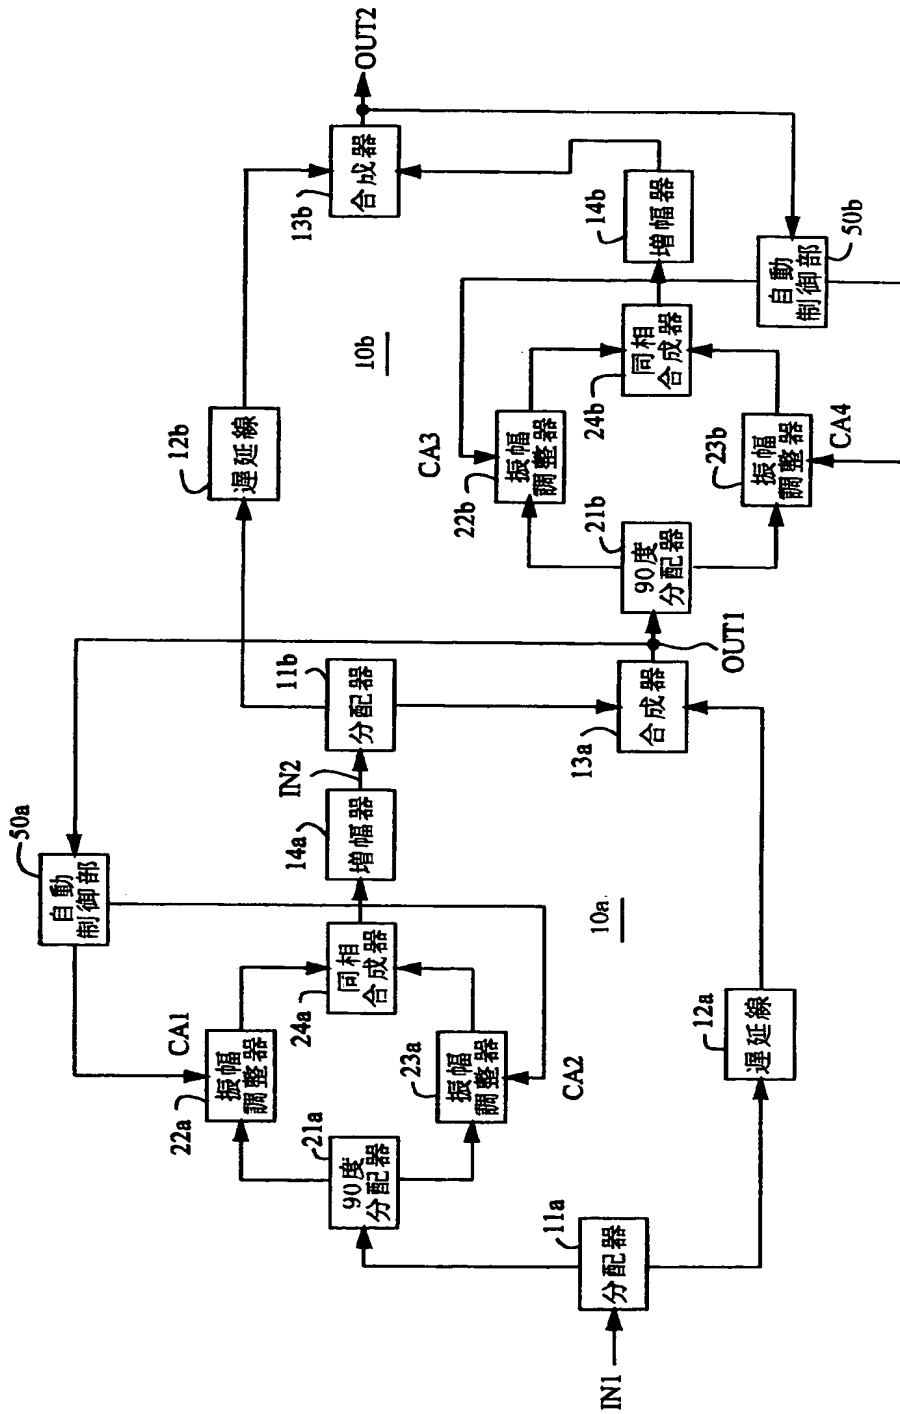 IN1
11a
分配器
12a
遅延線
10a
21a
90度
分配器
22a
振幅
調整器
CA1
23a
振幅
調整器
CA2
24a
同相
合成器
50a
自動
制御部
14a
増幅器
IN2
11b
分配器
13a
合成器
OUT1
12b
遅延線
10b
21b
90度
分配器
22b
振幅
調整器
CA3
23b
振幅
調整器
CA4
24b
同相
合成器
14b
増幅器
50b
自動
制御部
13b
合成器
OUT2